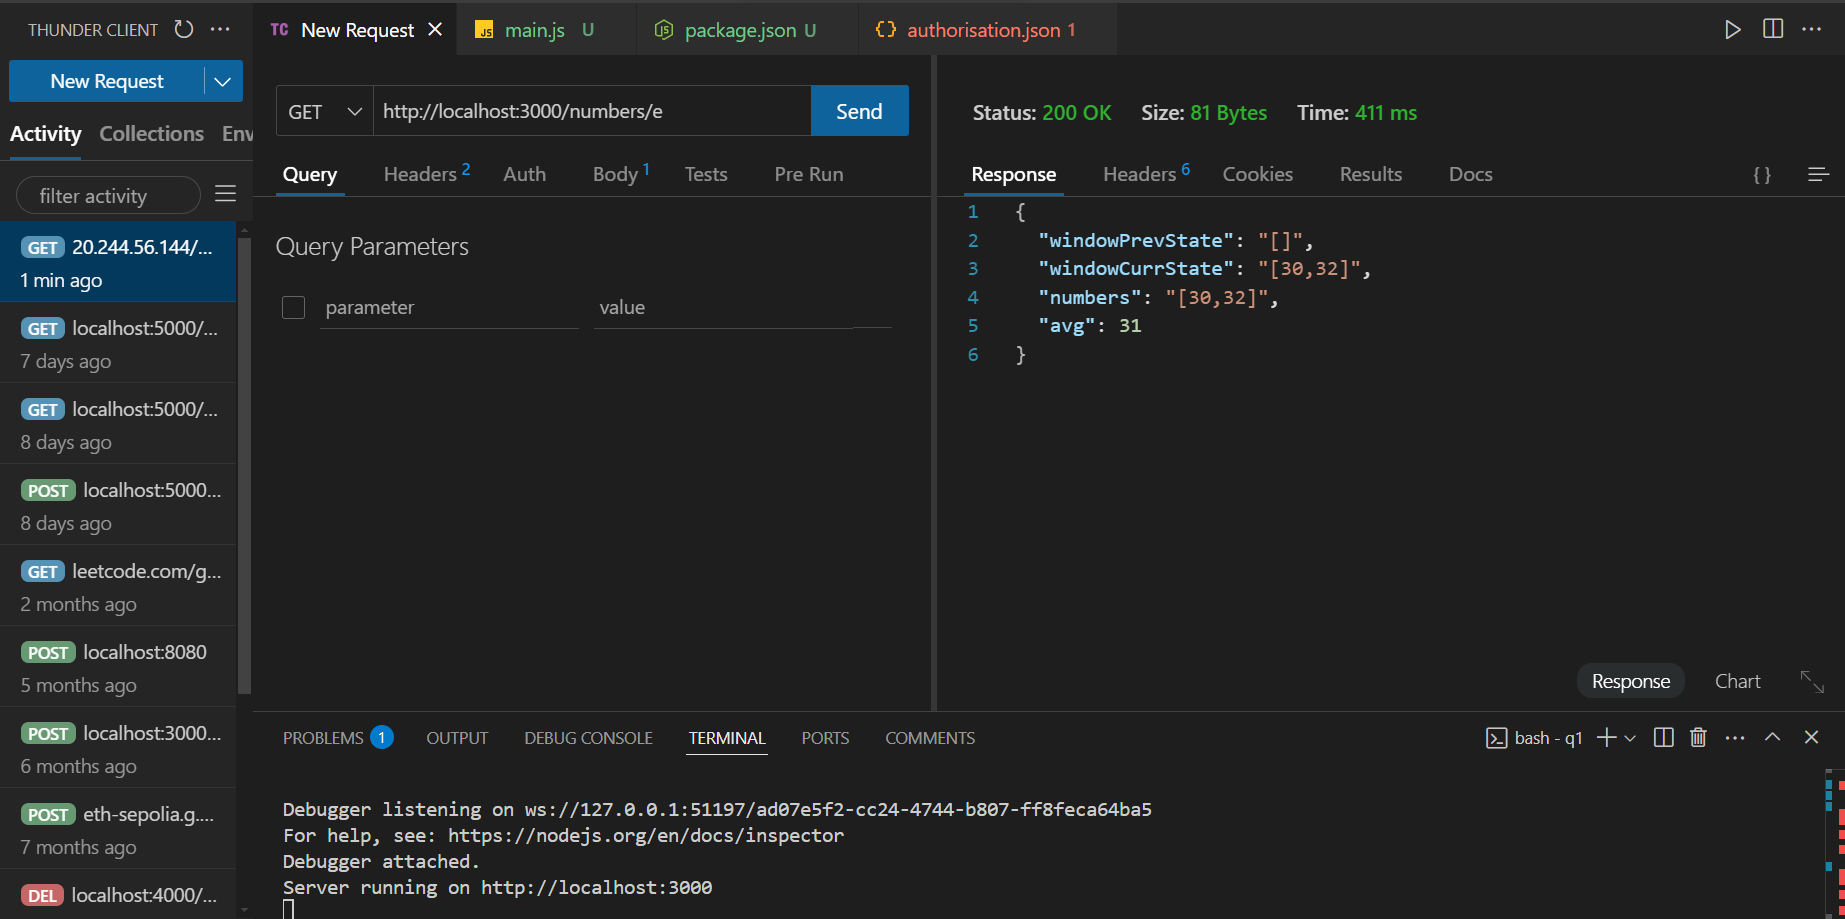 THUNDER CLIENT
New Request
Activity Collections Env
filter activity
GET 20.244.56.144/...
1 min ago
GET localhost:5000/...
7 days ago
GET localhost:5000/...
8 days ago
POST localhost:5000...
8 days ago
GET leetcode.com/g...
2 months ago
POST localhost:8080
5 months ago
POST localhost:3000...
6 months ago
POST eth-sepolia.g....
7 months ago
DEL localhost:4000/...
TC New Request JS main.js U JS package.json U {} authorisation.json 1
GET http://localhost:3000/numbers/e Send
Query Headers 2 Auth Body 1 Tests Pre Run
Query Parameters
parameter value
Status: 200 OK Size: 81 Bytes Time: 411 ms
Response Headers 6 Cookies Results Docs { }
1 {
2 "windowPrevState": "[]",
3 "windowCurrState": "[30,32]",
4 "numbers": "[30,32]",
5 "avg": 31
6 }
Response Chart
PROBLEMS 1 OUTPUT DEBUG CONSOLE TERMINAL PORTS COMMENTS bash - q1
Debugger listening on ws://127.0.0.1:51197/ad07e5f2-cc24-4744-b807-ff8feca64ba5
For help, see: https://nodejs.org/en/docs/inspector
Debugger attached.
Server running on http://localhost:3000